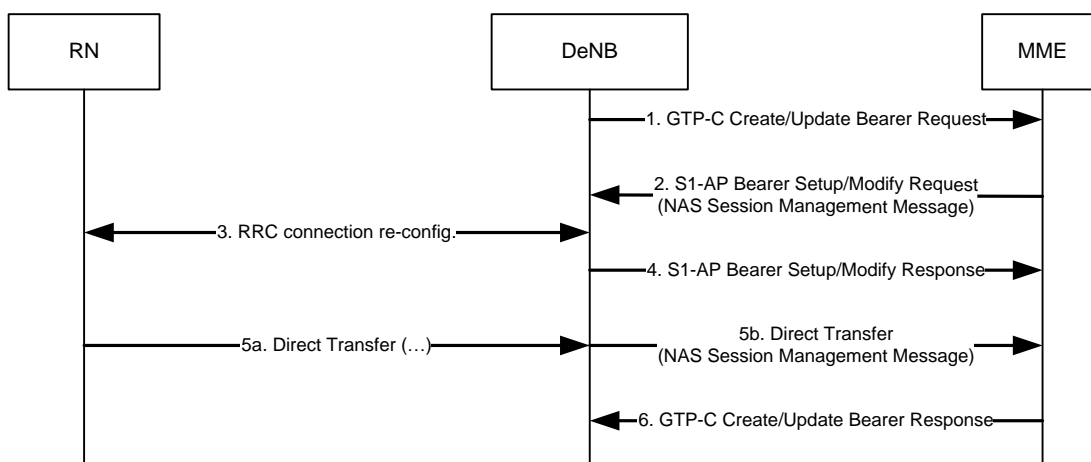 RN
DeNB
MME
1. GTP-C Create/Update Bearer Request
2. S1-AP Bearer Setup/Modify Request
(NAS Session Management Message)
3. RRC connection re-config.
4. S1-AP Bearer Setup/Modify Response
5a. Direct Transfer (…)
5b. Direct Transfer
(NAS Session Management Message)
6. GTP-C Create/Update Bearer Response